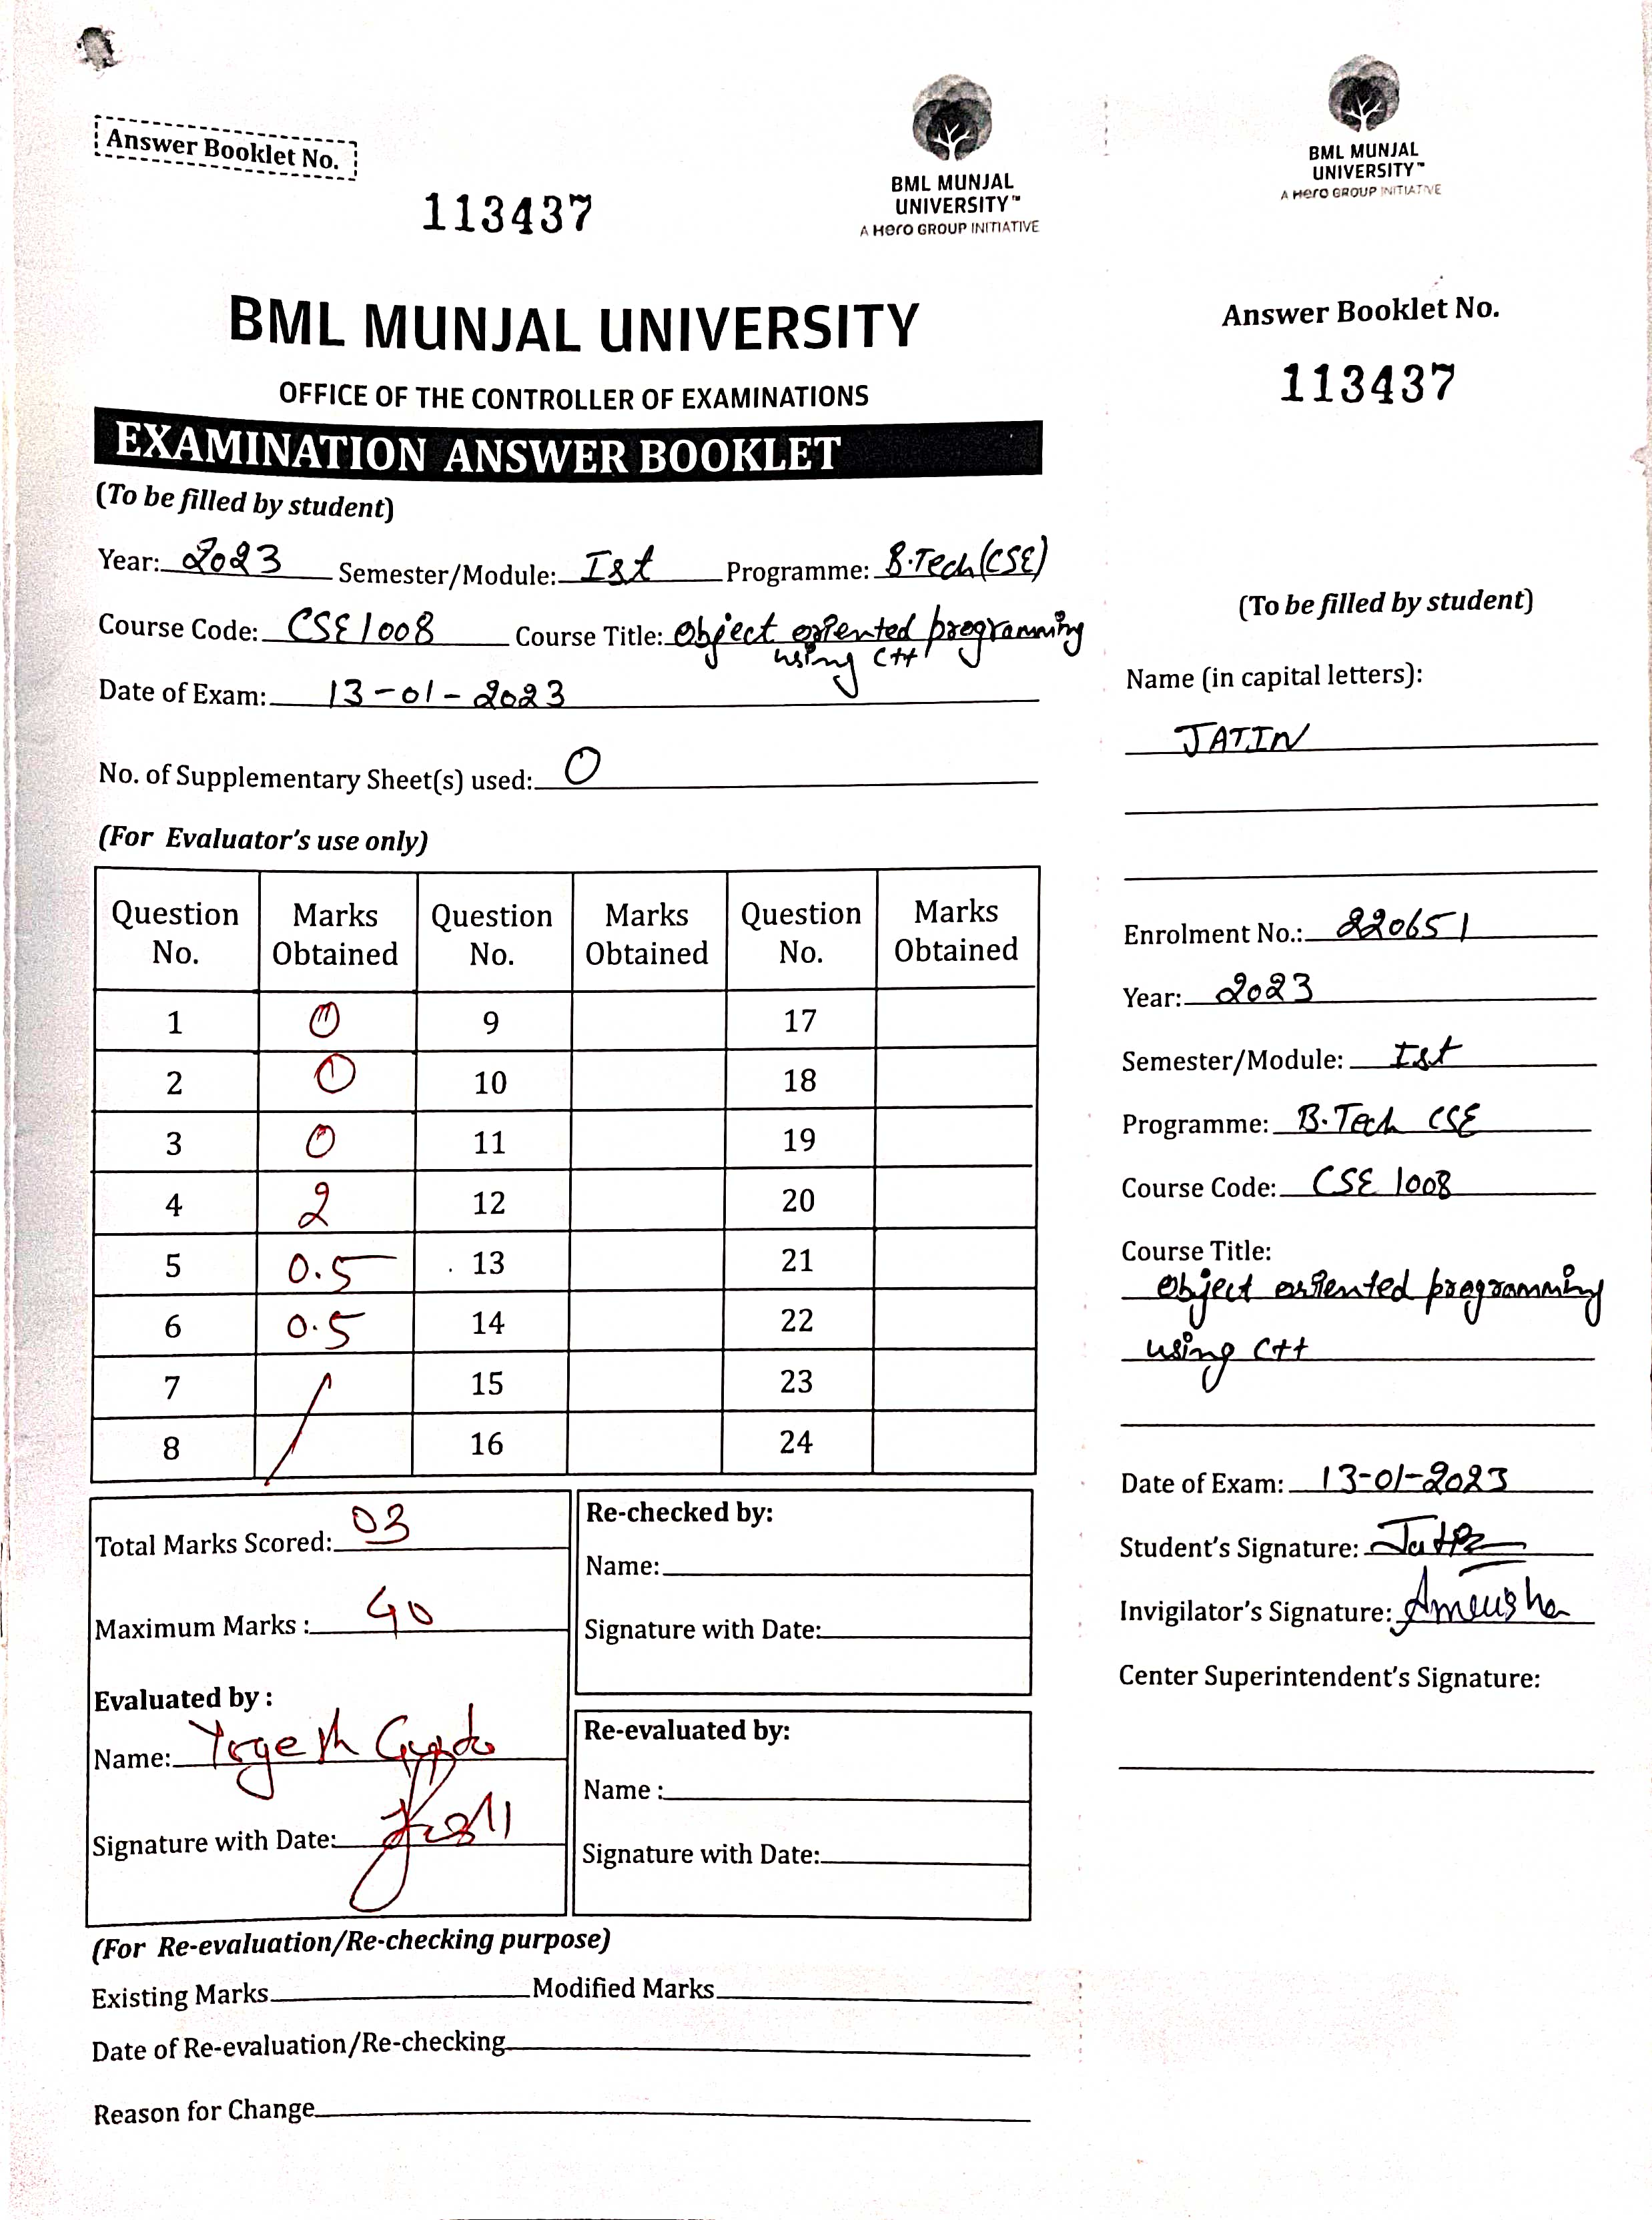 Answer Booklet No.
113437
BML MUNJAL
UNIVERSITY™
A Hero GROUP INITIATIVE
BML MUNJAL UNIVERSITY
OFFICE OF THE CONTROLLER OF EXAMINATIONS
EXAMINATION ANSWER BOOKLET
(To be filled by student)
Year: 2023 Semester/Module: Ist Programme: B.Tech (CSE)
Course Code: CSE1008 Course Title: Object oriented programming
using C++
Date of Exam: 13-01-2023
No. of Supplementary Sheet(s) used: 0
(For Evaluator's use only)
Question No. Marks Obtained Question No. Marks Obtained Question No. Marks Obtained
1 0 9 17
2 0 10 18
3 0 11 19
4 2 12 20
5 0.5 13 21
6 0.5 14 22
7 15 23
8 16 24
Total Marks Scored: 03
Maximum Marks : 40
Evaluated by :
Name: Yogesh Gupta
Signature with Date:
Re-checked by:
Name:
Signature with Date:
Re-evaluated by:
Name :
Signature with Date:
(For Re-evaluation/Re-checking purpose)
Existing Marks Modified Marks
Date of Re-evaluation/Re-checking
Reason for Change
BML MUNJAL
UNIVERSITY™
A Hero GROUP INITIATIVE
Answer Booklet No.
113437
(To be filled by student)
Name (in capital letters):
JATIN
Enrolment No.: 220651
Year: 2023
Semester/Module: Ist
Programme: B.Tech CSE
Course Code: CSE 1008
Course Title:
Object oriented programming
using C++
Date of Exam: 13-01-2023
Student's Signature: Jatin
Invigilator's Signature:
Center Superintendent's Signature: